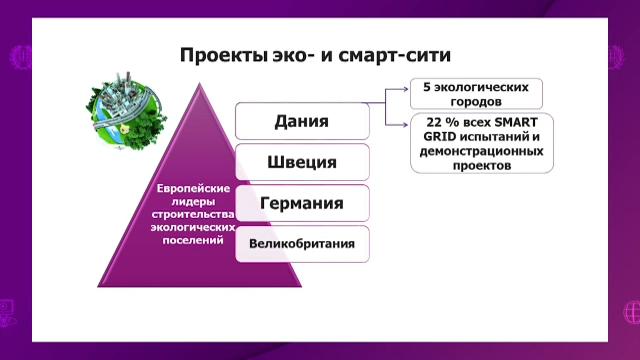 Проекты эко- и смарт-сити
5 экологических
городов
22 % всех SMART
GRID испытаний и
демонстрационных
проектов
Дания
Швеция
Германия
Великобритания
Европейские
лидеры
строительства
экологических
поселений